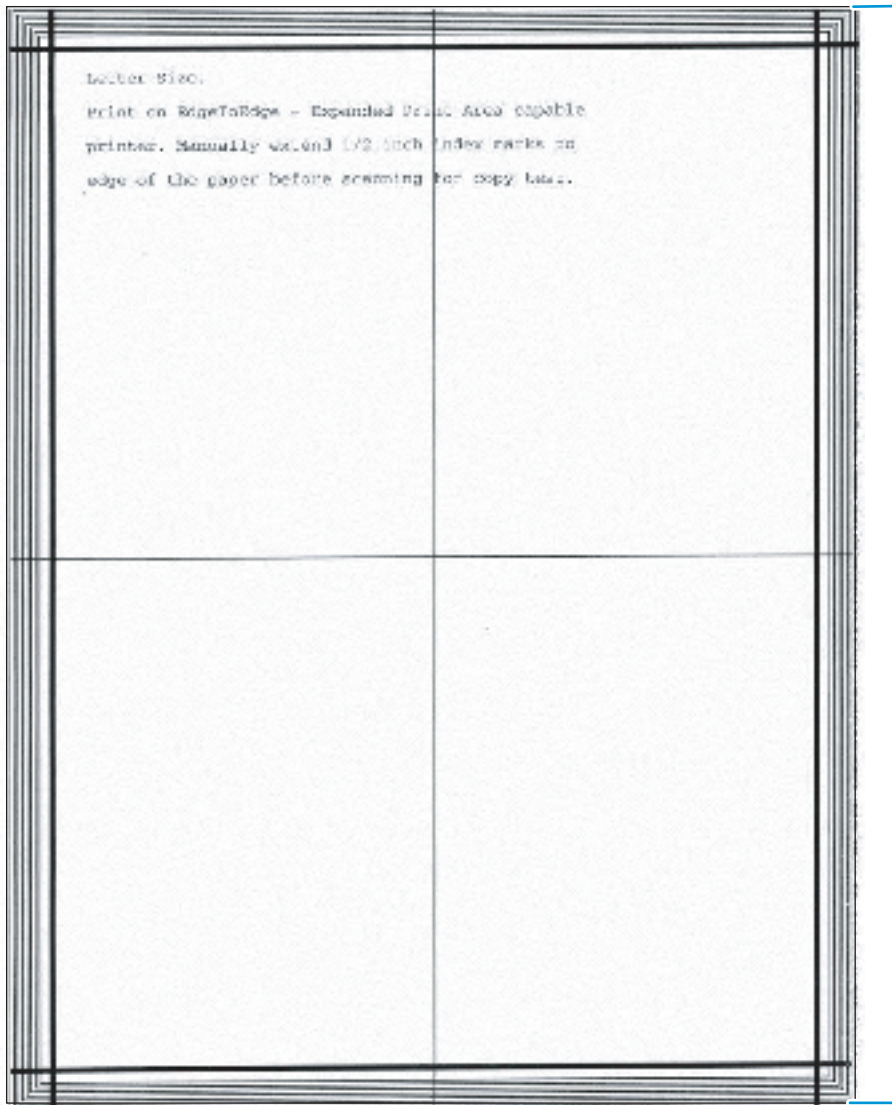 Letter Size.
Print on EdgeToEdge - Expanded Print Area capable
printer. Manually extend 1/2 inch index marks to
edge of the paper before scanning for copy test.